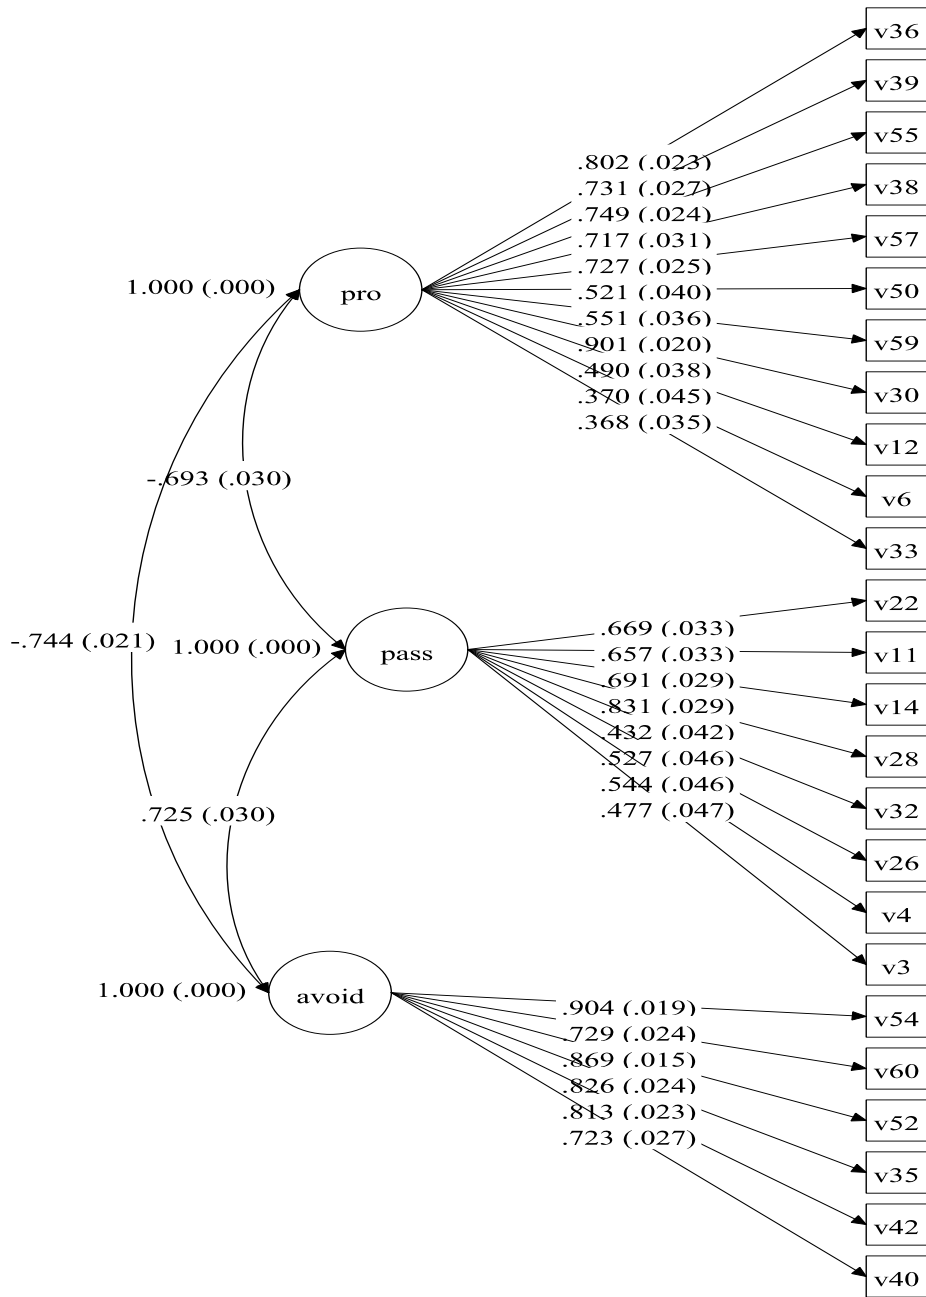 v36
v39
v55
.802 (.023)
v38
.731 (.027)
.749 (.024)
v57
.717 (.031)
.727 (.025)
1.000 (.000)
pro
v50
.521 (.040)
.551 (.036)
v59
.901 (.020)
.490 (.038)
v30
.370 (.045)
.368 (.035)
v12
-.693 (.030)
v6
v33
v22
.669 (.033)
-.744 (.021)
1.000 (.000)
pass
.657 (.033)
v11
.691 (.029)
v14
.831 (.029)
.432 (.042)
v28
.527 (.046)
.544 (.046)
v32
.477 (.047)
.725 (.030)
v26
v4
v3
1.000 (.000)
avoid
.904 (.019)
v54
.729 (.024)
.869 (.015)
v60
.826 (.024)
.813 (.023)
v52
.723 (.027)
v35
v42
v40